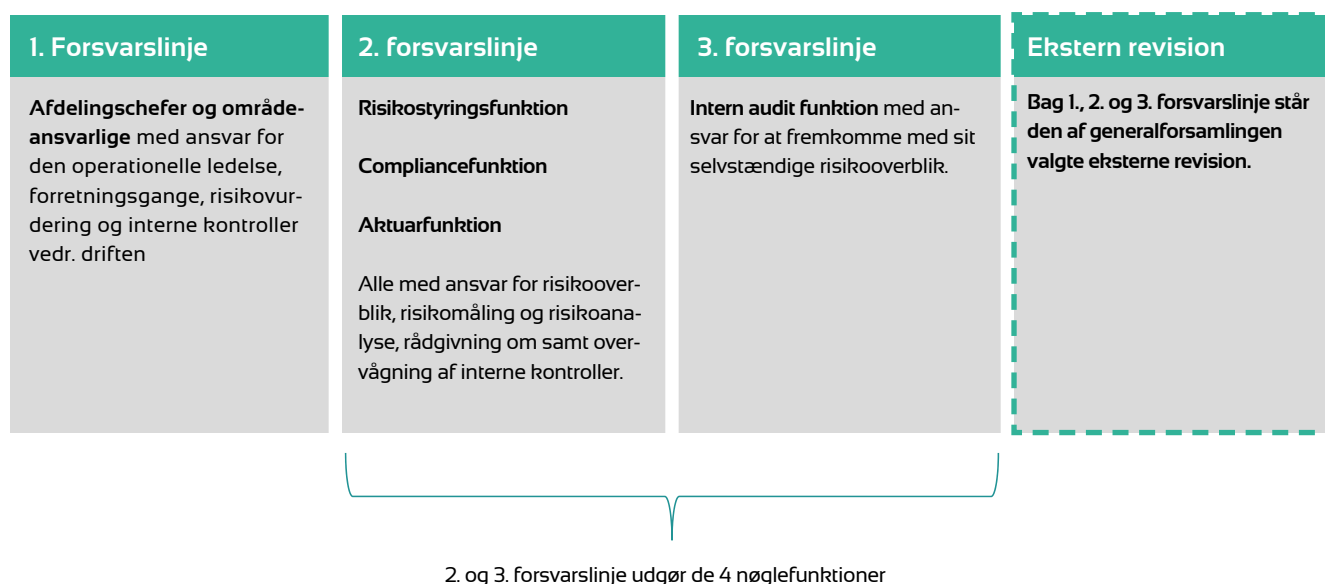 1. Forsvarslinje
Afdelingschefer og område-
ansvarlige med ansvar for
den operationelle ledelse,
forretningsgange, risikovur-
dering og interne kontroller
vedr. driften
2. forsvarslinje
Risikostyringsfunktion
Compliancefunktion
Aktuarfunktion
Alle med ansvar for risikoover-
blik, risikomåling og risikoana-
lyse, rådgivning om samt over-
vågning af interne kontroller.
3. forsvarslinje
Intern audit funktion med an-
svar for at fremkomme med sit
selvstændige risikooverblik.
Ekstern revision
Bag 1., 2. og 3. forsvarslinje står
den af generalforsamlingen
valgte eksterne revision.
2. og 3. forsvarslinje udgør de 4 nøglefunktioner